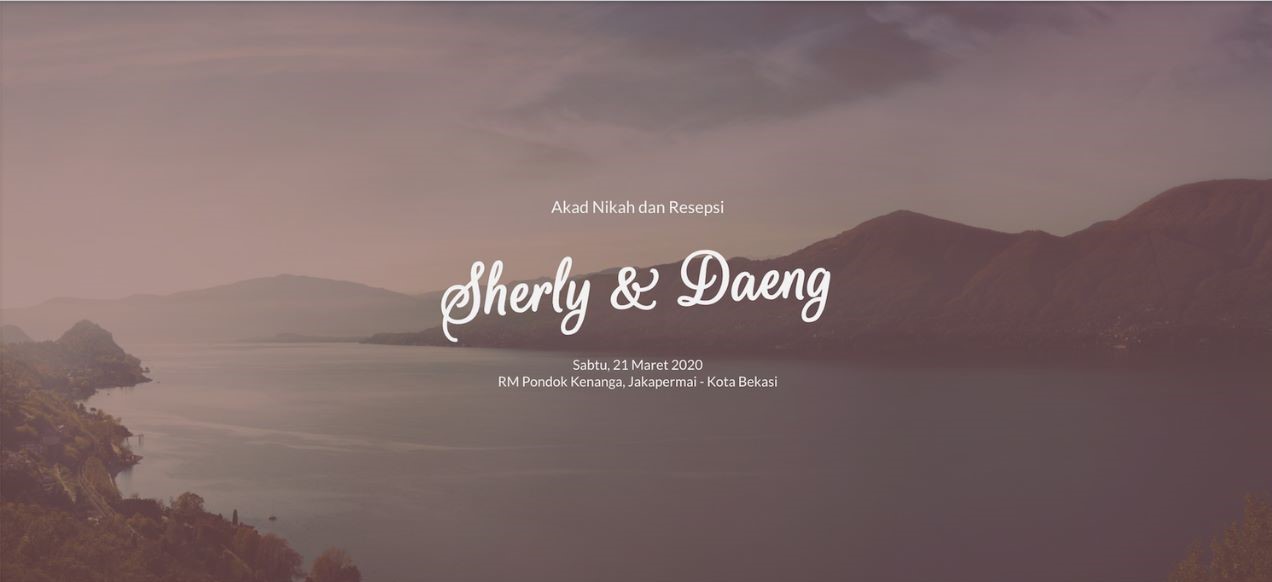 Akad Nikah dan Resepsi
Sherly & Daeng
Sabtu, 21 Maret 2020
RM Pondok Kenanga, Jakapermai - Kota Bekasi